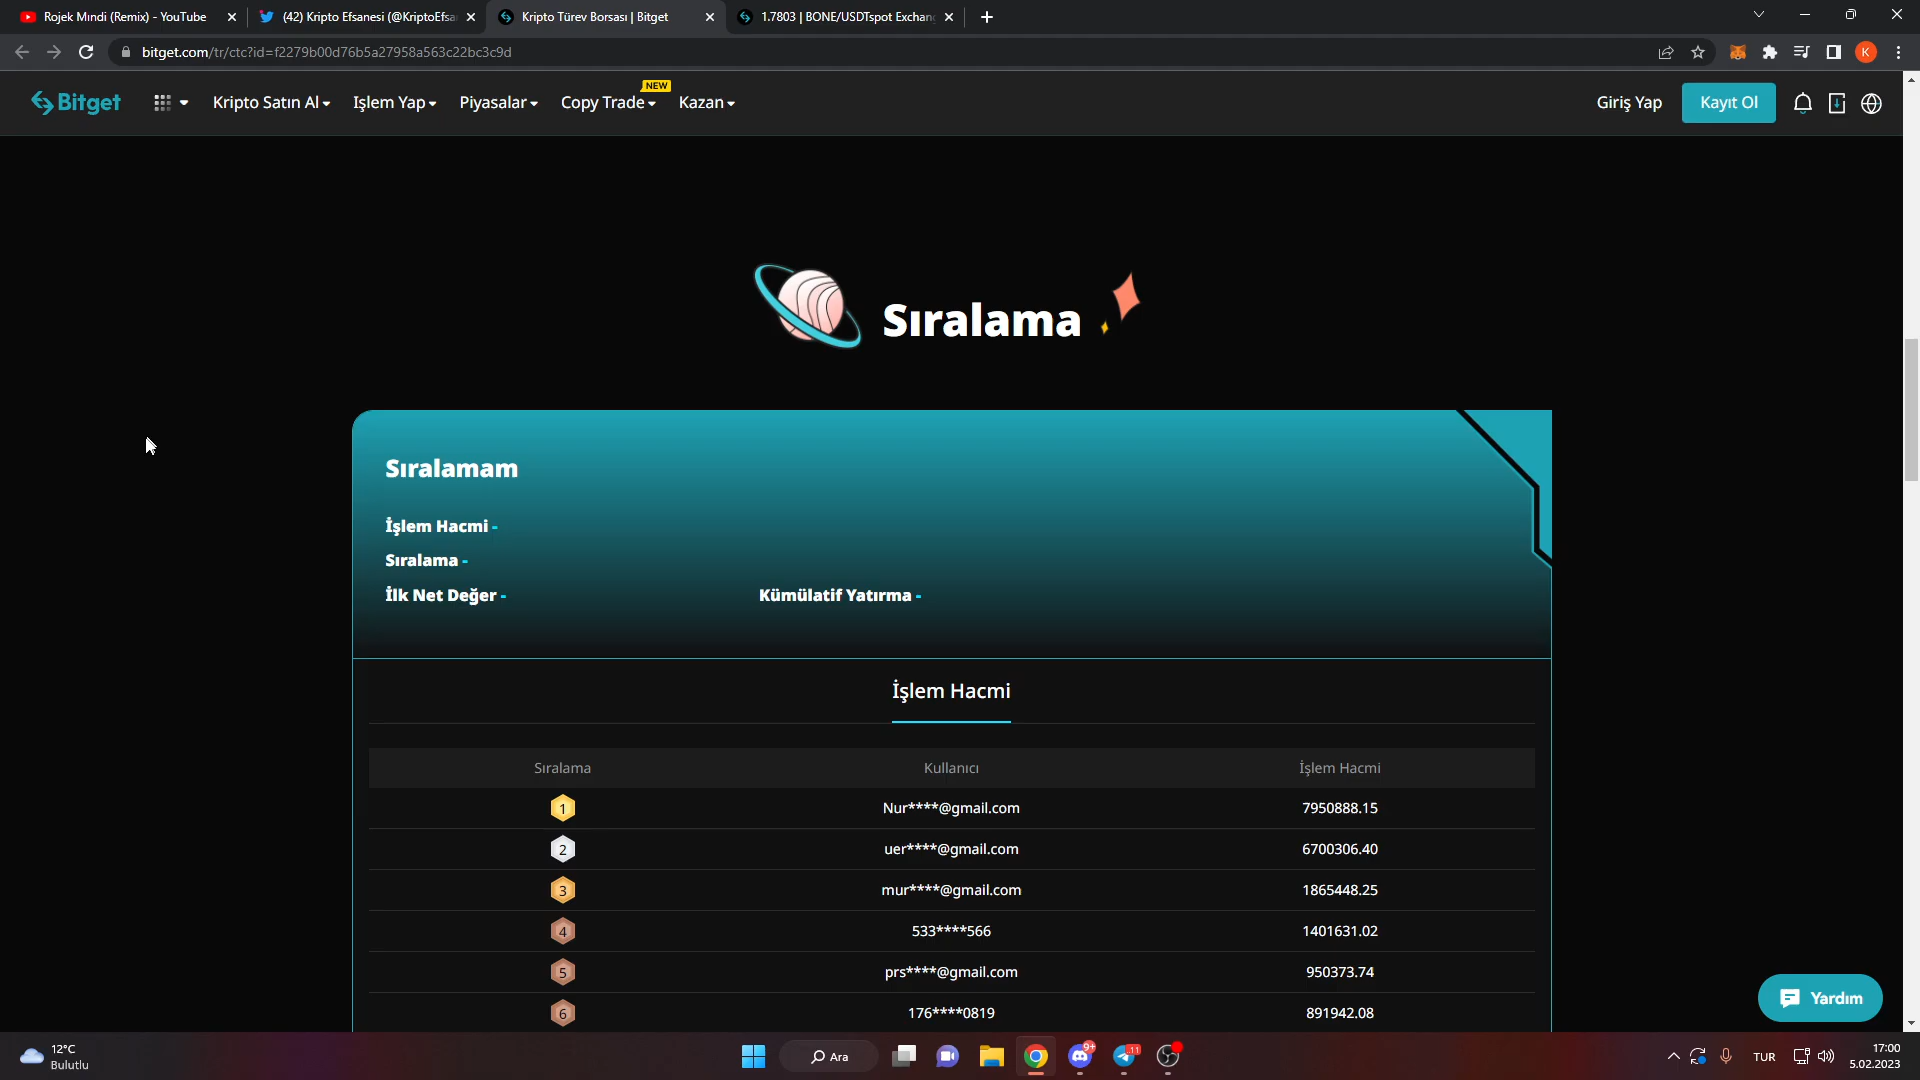 Rojek Mındi (Remix) - YouTube
(42) Kripto Efsanesi (@KriptoEfsa
Kripto Türev Borsası | Bitget
1.7803 | BONE/USDTspot Exchan
bitget.com/tr/ctc?id=f2279b00d76b5a27958a563c22bc3c9d
K
Bitget
Kripto Satın Al
İşlem Yap
Piyasalar
Copy Trade
NEW
Kazan
Giriş Yap
Kayıt Ol
Sıralama
Sıralamam
İşlem Hacmi -
Sıralama -
İlk Net Değer -
Kümülatif Yatırma -
İşlem Hacmi
Sıralama Kullanıcı İşlem Hacmi
1 Nur****@gmail.com 7950888.15
2 uer****@gmail.com 6700306.40
3 mur****@gmail.com 1865448.25
4 533****566 1401631.02
5 prs****@gmail.com 950373.74
6 176****0819 891942.08
Yardım
12°C
Bulutlu
Ara
9+
11
TUR
17:00
5.02.2023